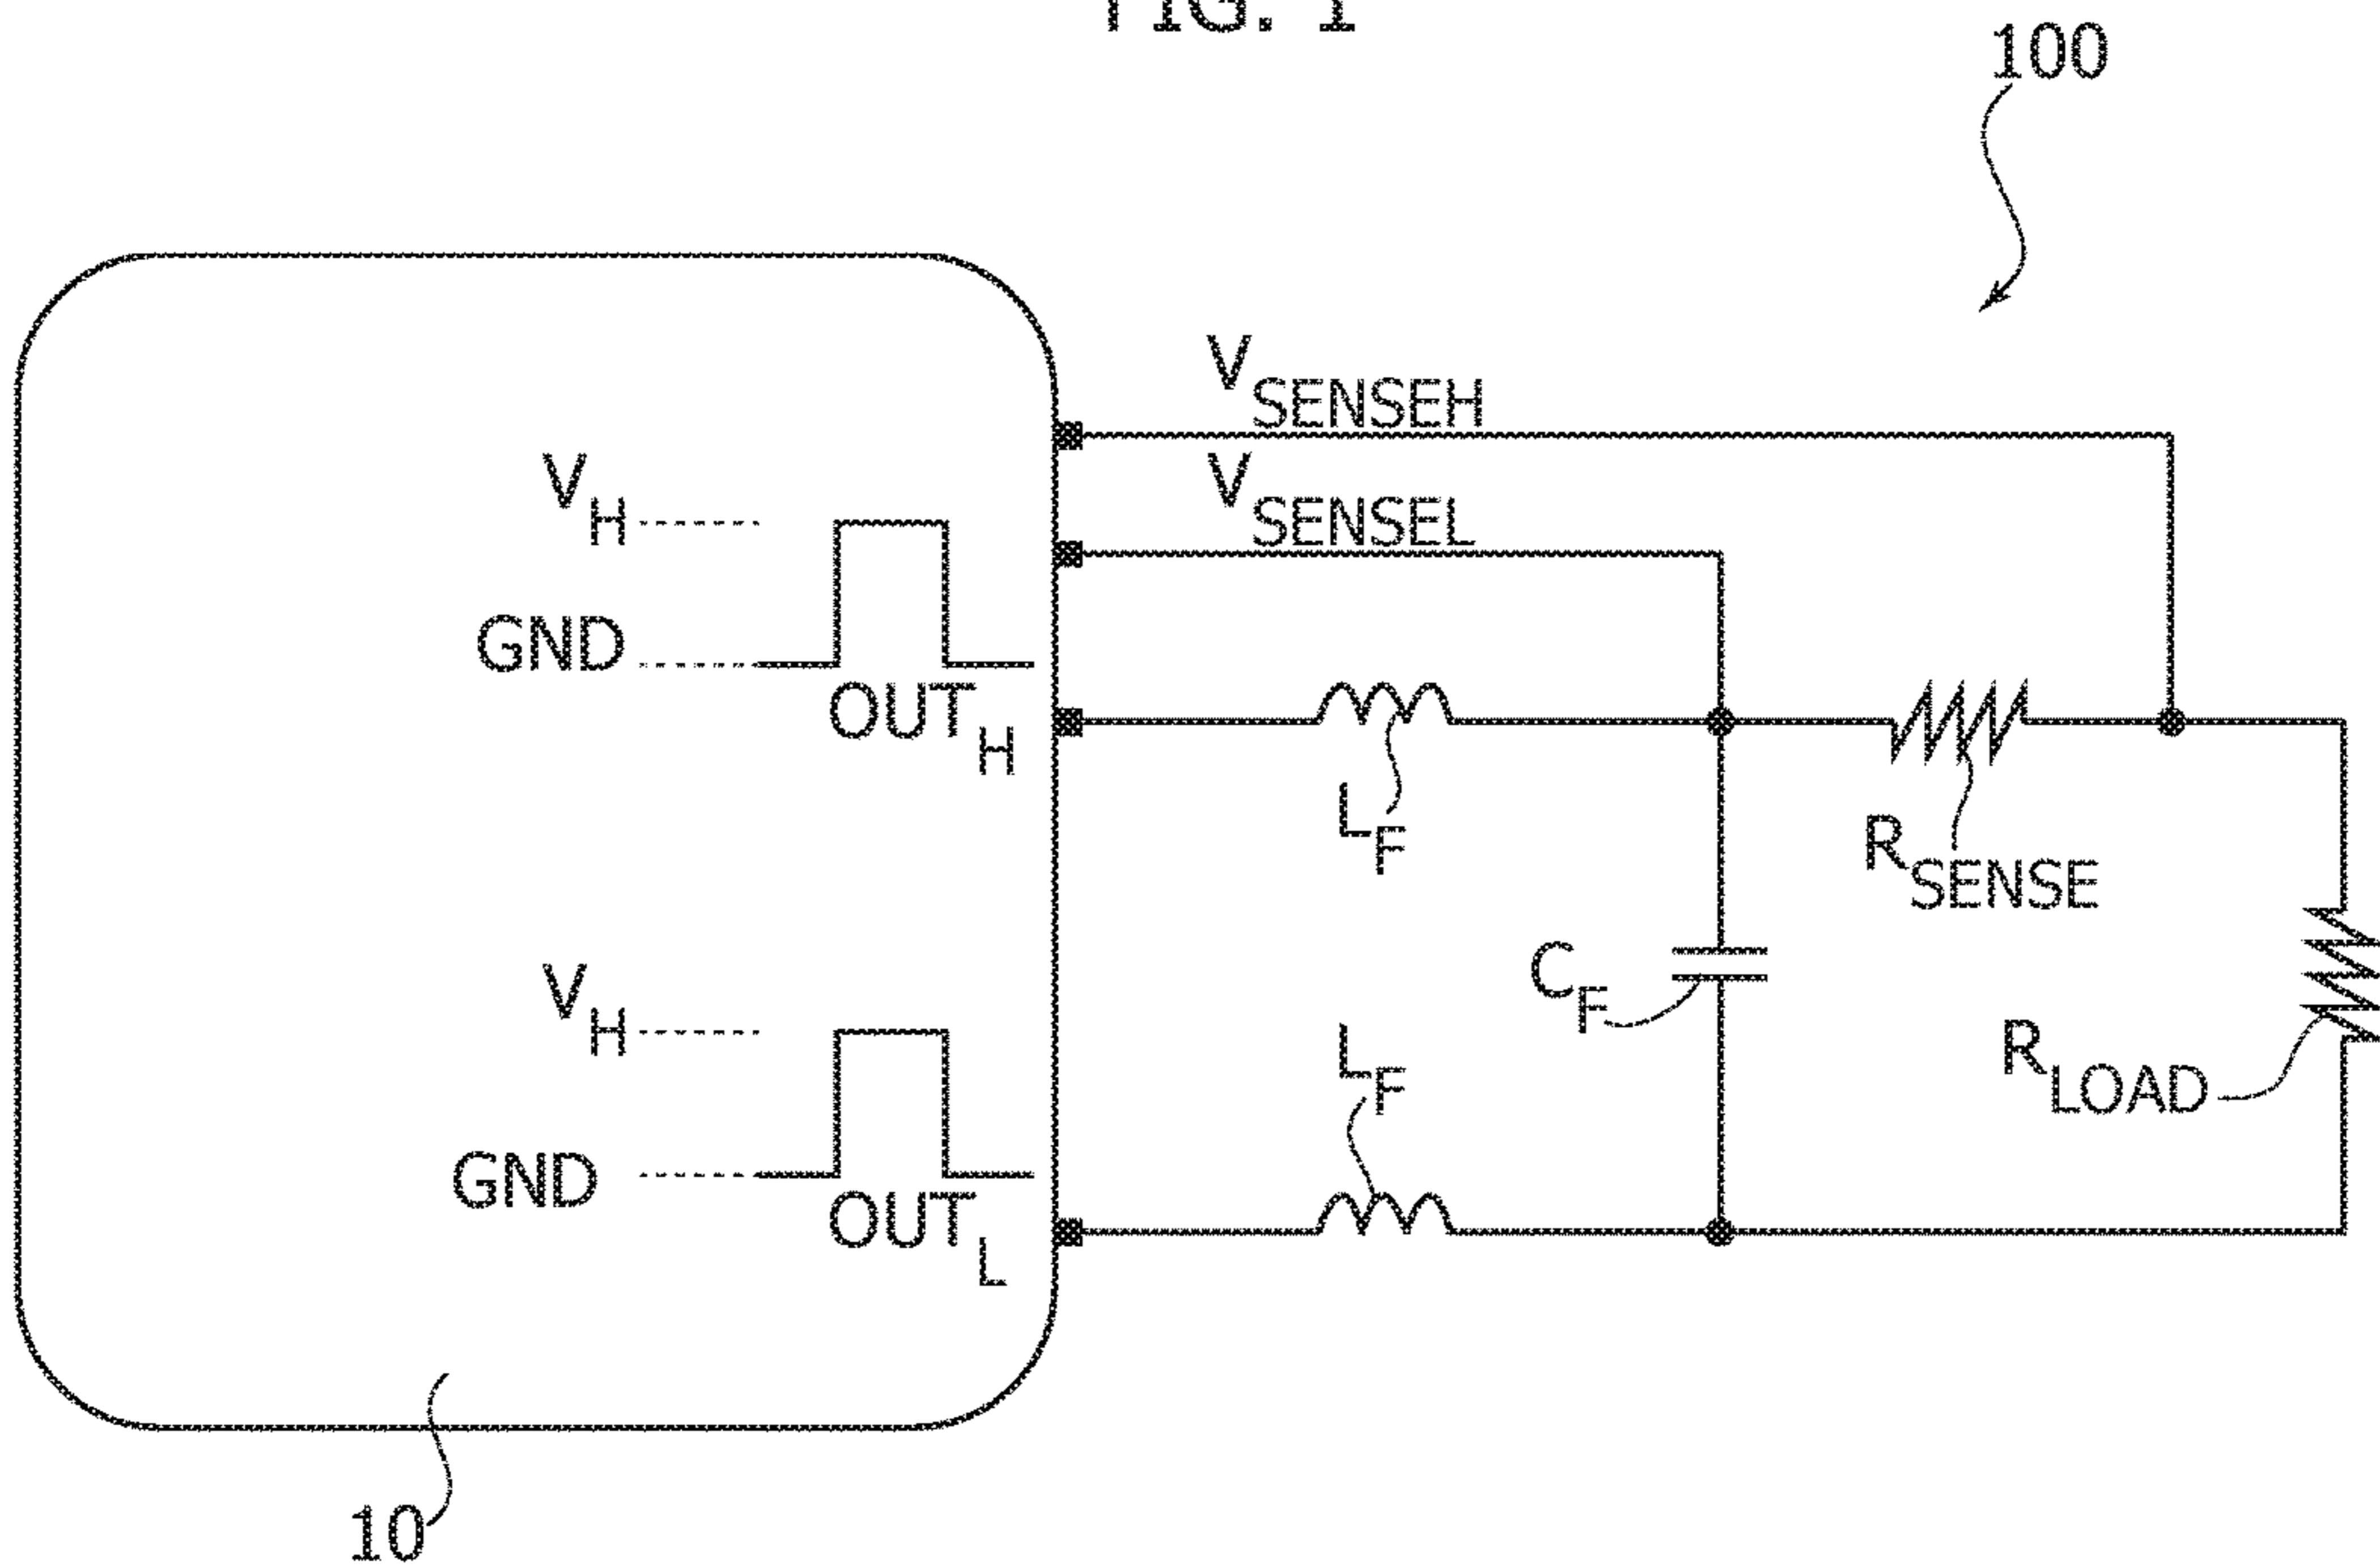 FIG. 1
100
VSENSEH
VH
VSENSEL
GND
OUTH
LF
RSENSE
CF
VH
LF
RLOAD
GND
OUTL
10